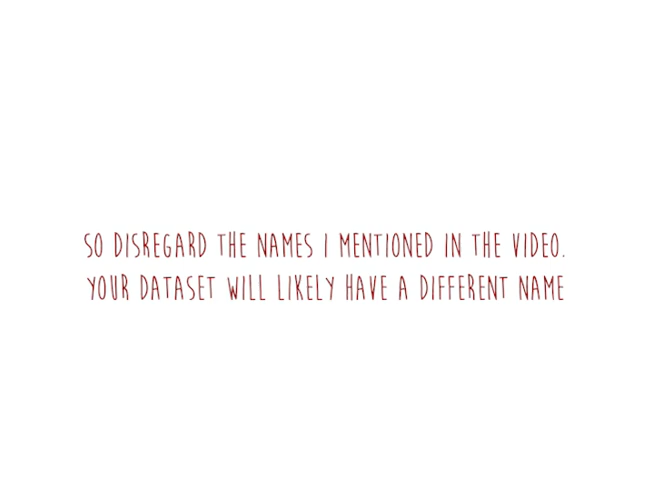 SO DISREGARD THE NAMES I MENTIONED IN THE VIDEO.
YOUR DATASET WILL LIKELY HAVE A DIFFERENT NAME